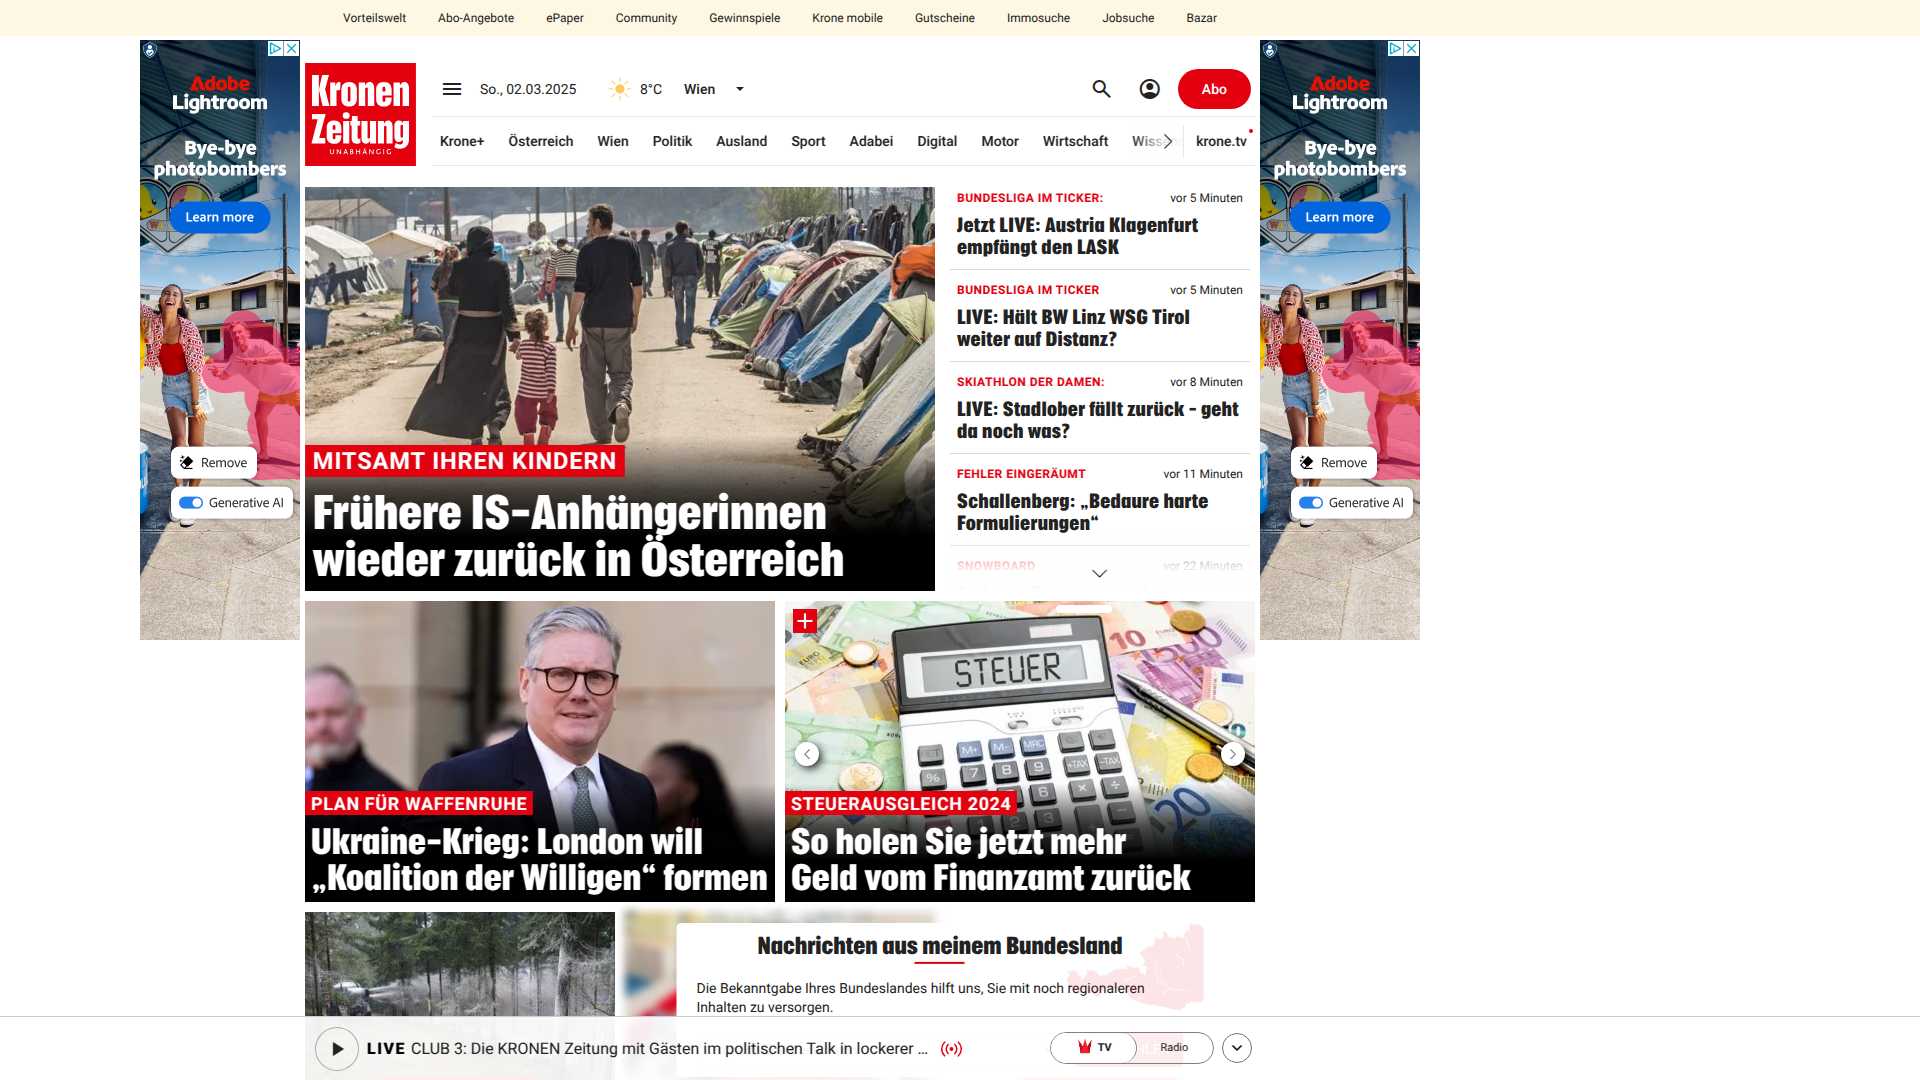 Vorteilswelt Abo-Angebote ePaper Community Gewinnspiele Krone mobile Gutscheine Immosuche Jobsuche Bazar
Adobe
Lightroom
Bye-bye
photobombers
Learn more
Remove
Generative AI
Kronen
Zeitung
UNABHÄNGIG
So., 02.03.2025 8°C Wien
Abo
Krone+ Österreich Wien Politik Ausland Sport Adabei Digital Motor Wirtschaft Wiss krone.tv
MITSAMT IHREN KINDERN
Frühere IS-Anhängerinnen
wieder zurück in Österreich
BUNDESLIGA IM TICKER: vor 5 Minuten
Jetzt LIVE: Austria Klagenfurt
empfängt den LASK
BUNDESLIGA IM TICKER vor 5 Minuten
LIVE: Hält BW Linz WSG Tirol
weiter auf Distanz?
SKIATHLON DER DAMEN: vor 8 Minuten
LIVE: Stadlober fällt zurück - geht
da noch was?
FEHLER EINGERÄUMT vor 11 Minuten
Schallenberg: „Bedaure harte
Formulierungen“
SNOWBOARD vor 22 Minuten
Adobe
Lightroom
Bye-bye
photobombers
Learn more
Remove
Generative AI
PLAN FÜR WAFFENRUHE
Ukraine-Krieg: London will
„Koalition der Willigen“ formen
STEUER
M+ M- MRC
% 7 8 9 +TAX -TAX
6 × ÷
10
20
STEUERAUSGLEICH 2024
So holen Sie jetzt mehr
Geld vom Finanzamt zurück
Nachrichten aus meinem Bundesland
Die Bekanntgabe Ihres Bundeslandes hilft uns, Sie mit noch regionaleren
Inhalten zu versorgen.
LIVE CLUB 3: Die KRONEN Zeitung mit Gästen im politischen Talk in lockerer ...
TV Radio